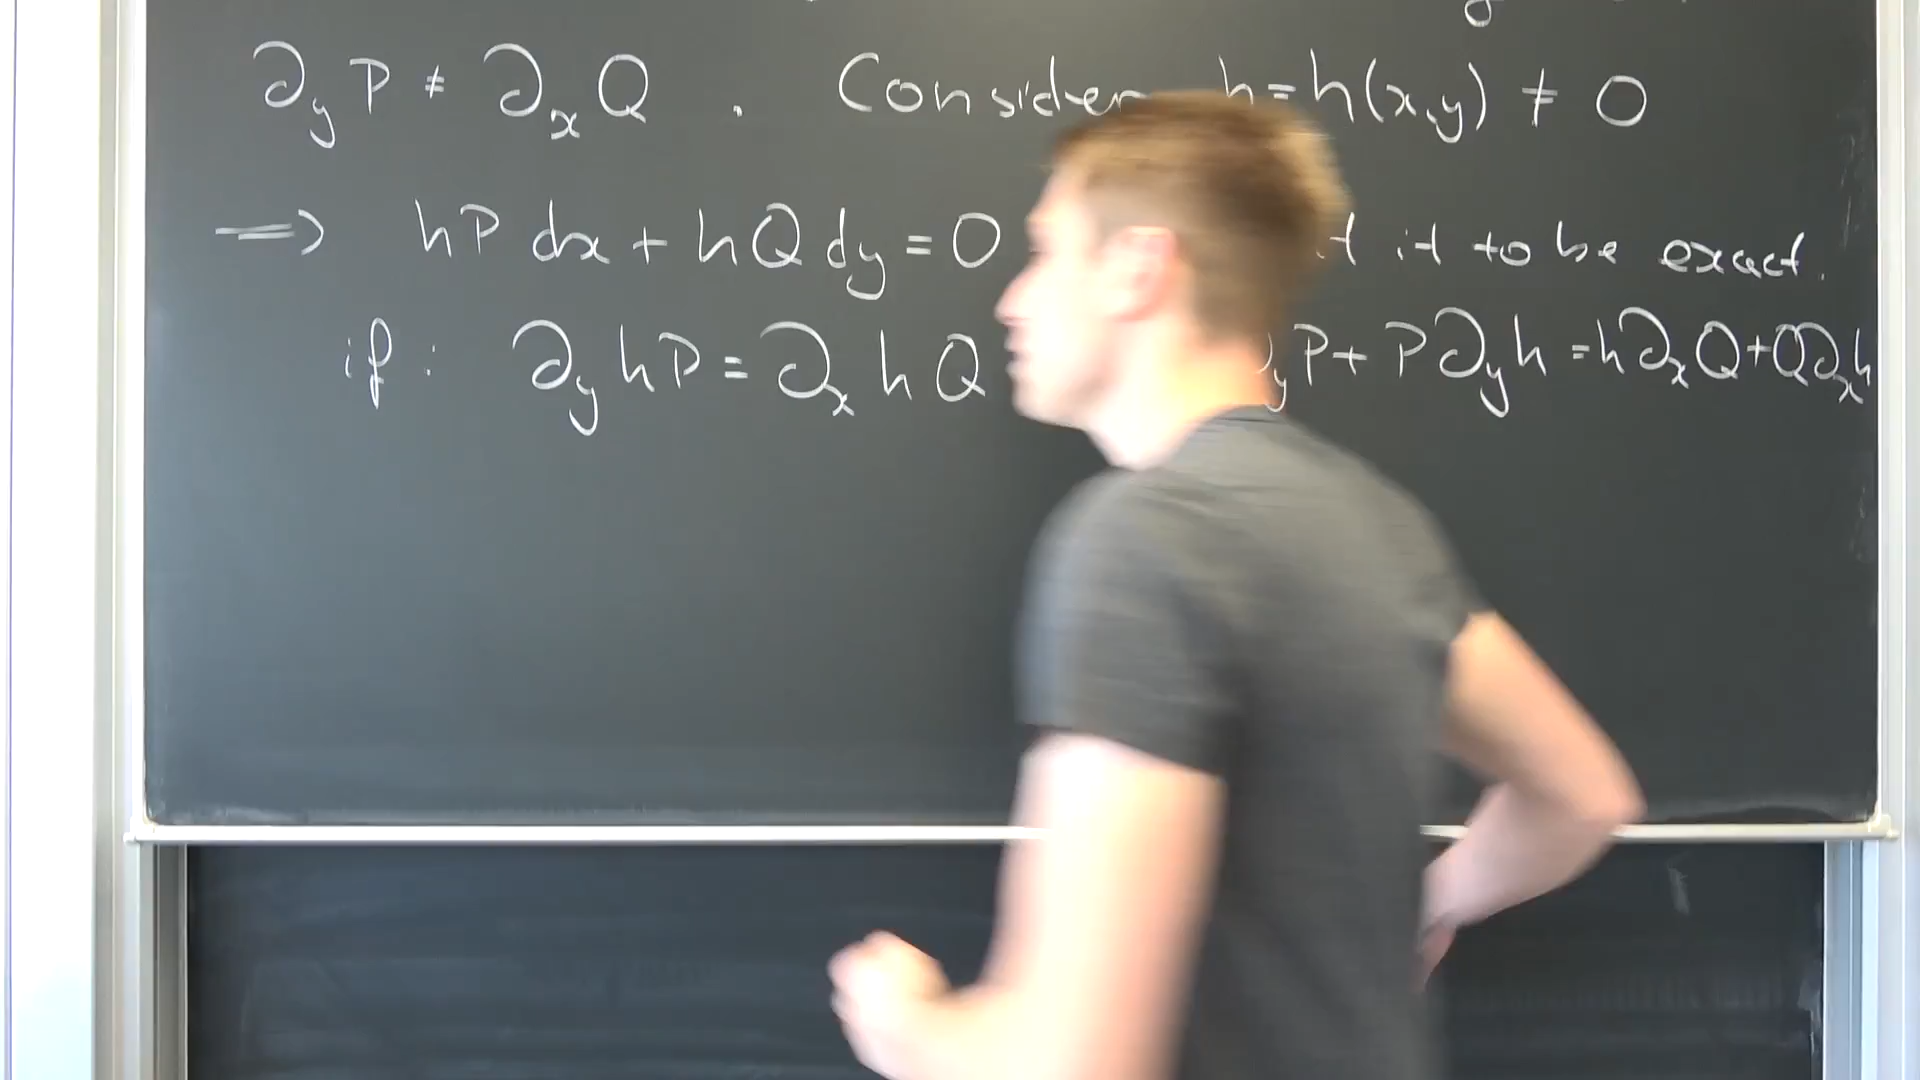 ∂_y P ≠ ∂_x Q . Consider h = h(x,y) ≠ 0
⟹ hP dx + hQ dy = 0 it to be exact.
if : ∂_y hP = ∂_x hQ ∂_y P + P ∂_y h = h ∂_x Q + Q ∂_x h